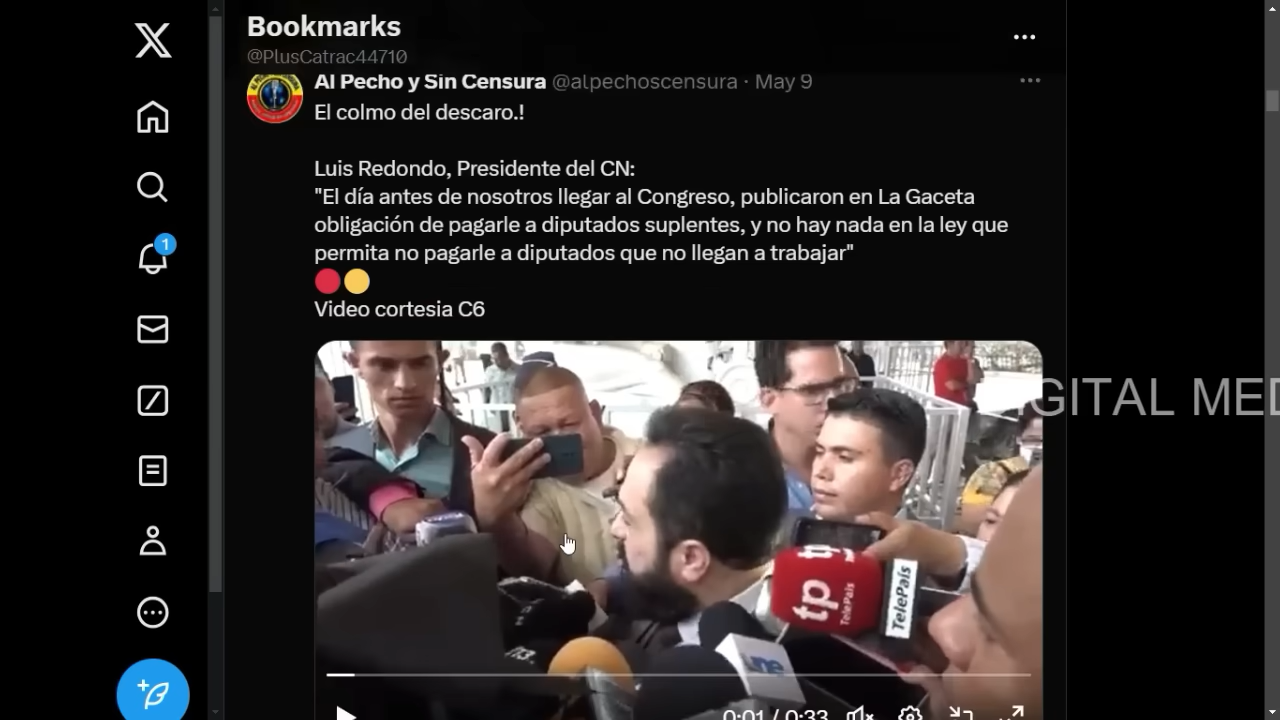 Bookmarks
@PlusCatrac44710
Al Pecho y Sin Censura @alpechoscensura · May 9
El colmo del descaro.!
1
Luis Redondo, Presidente del CN:
"El día antes de nosotros llegar al Congreso, publicaron en La Gaceta
obligación de pagarle a diputados suplentes, y no hay nada en la ley que
permita no pagarle a diputados que no llegan a trabajar"
Video cortesia C6
GITAL MED
tp
TelePaís
TelePaís
tp
une
0:01 / 0:33